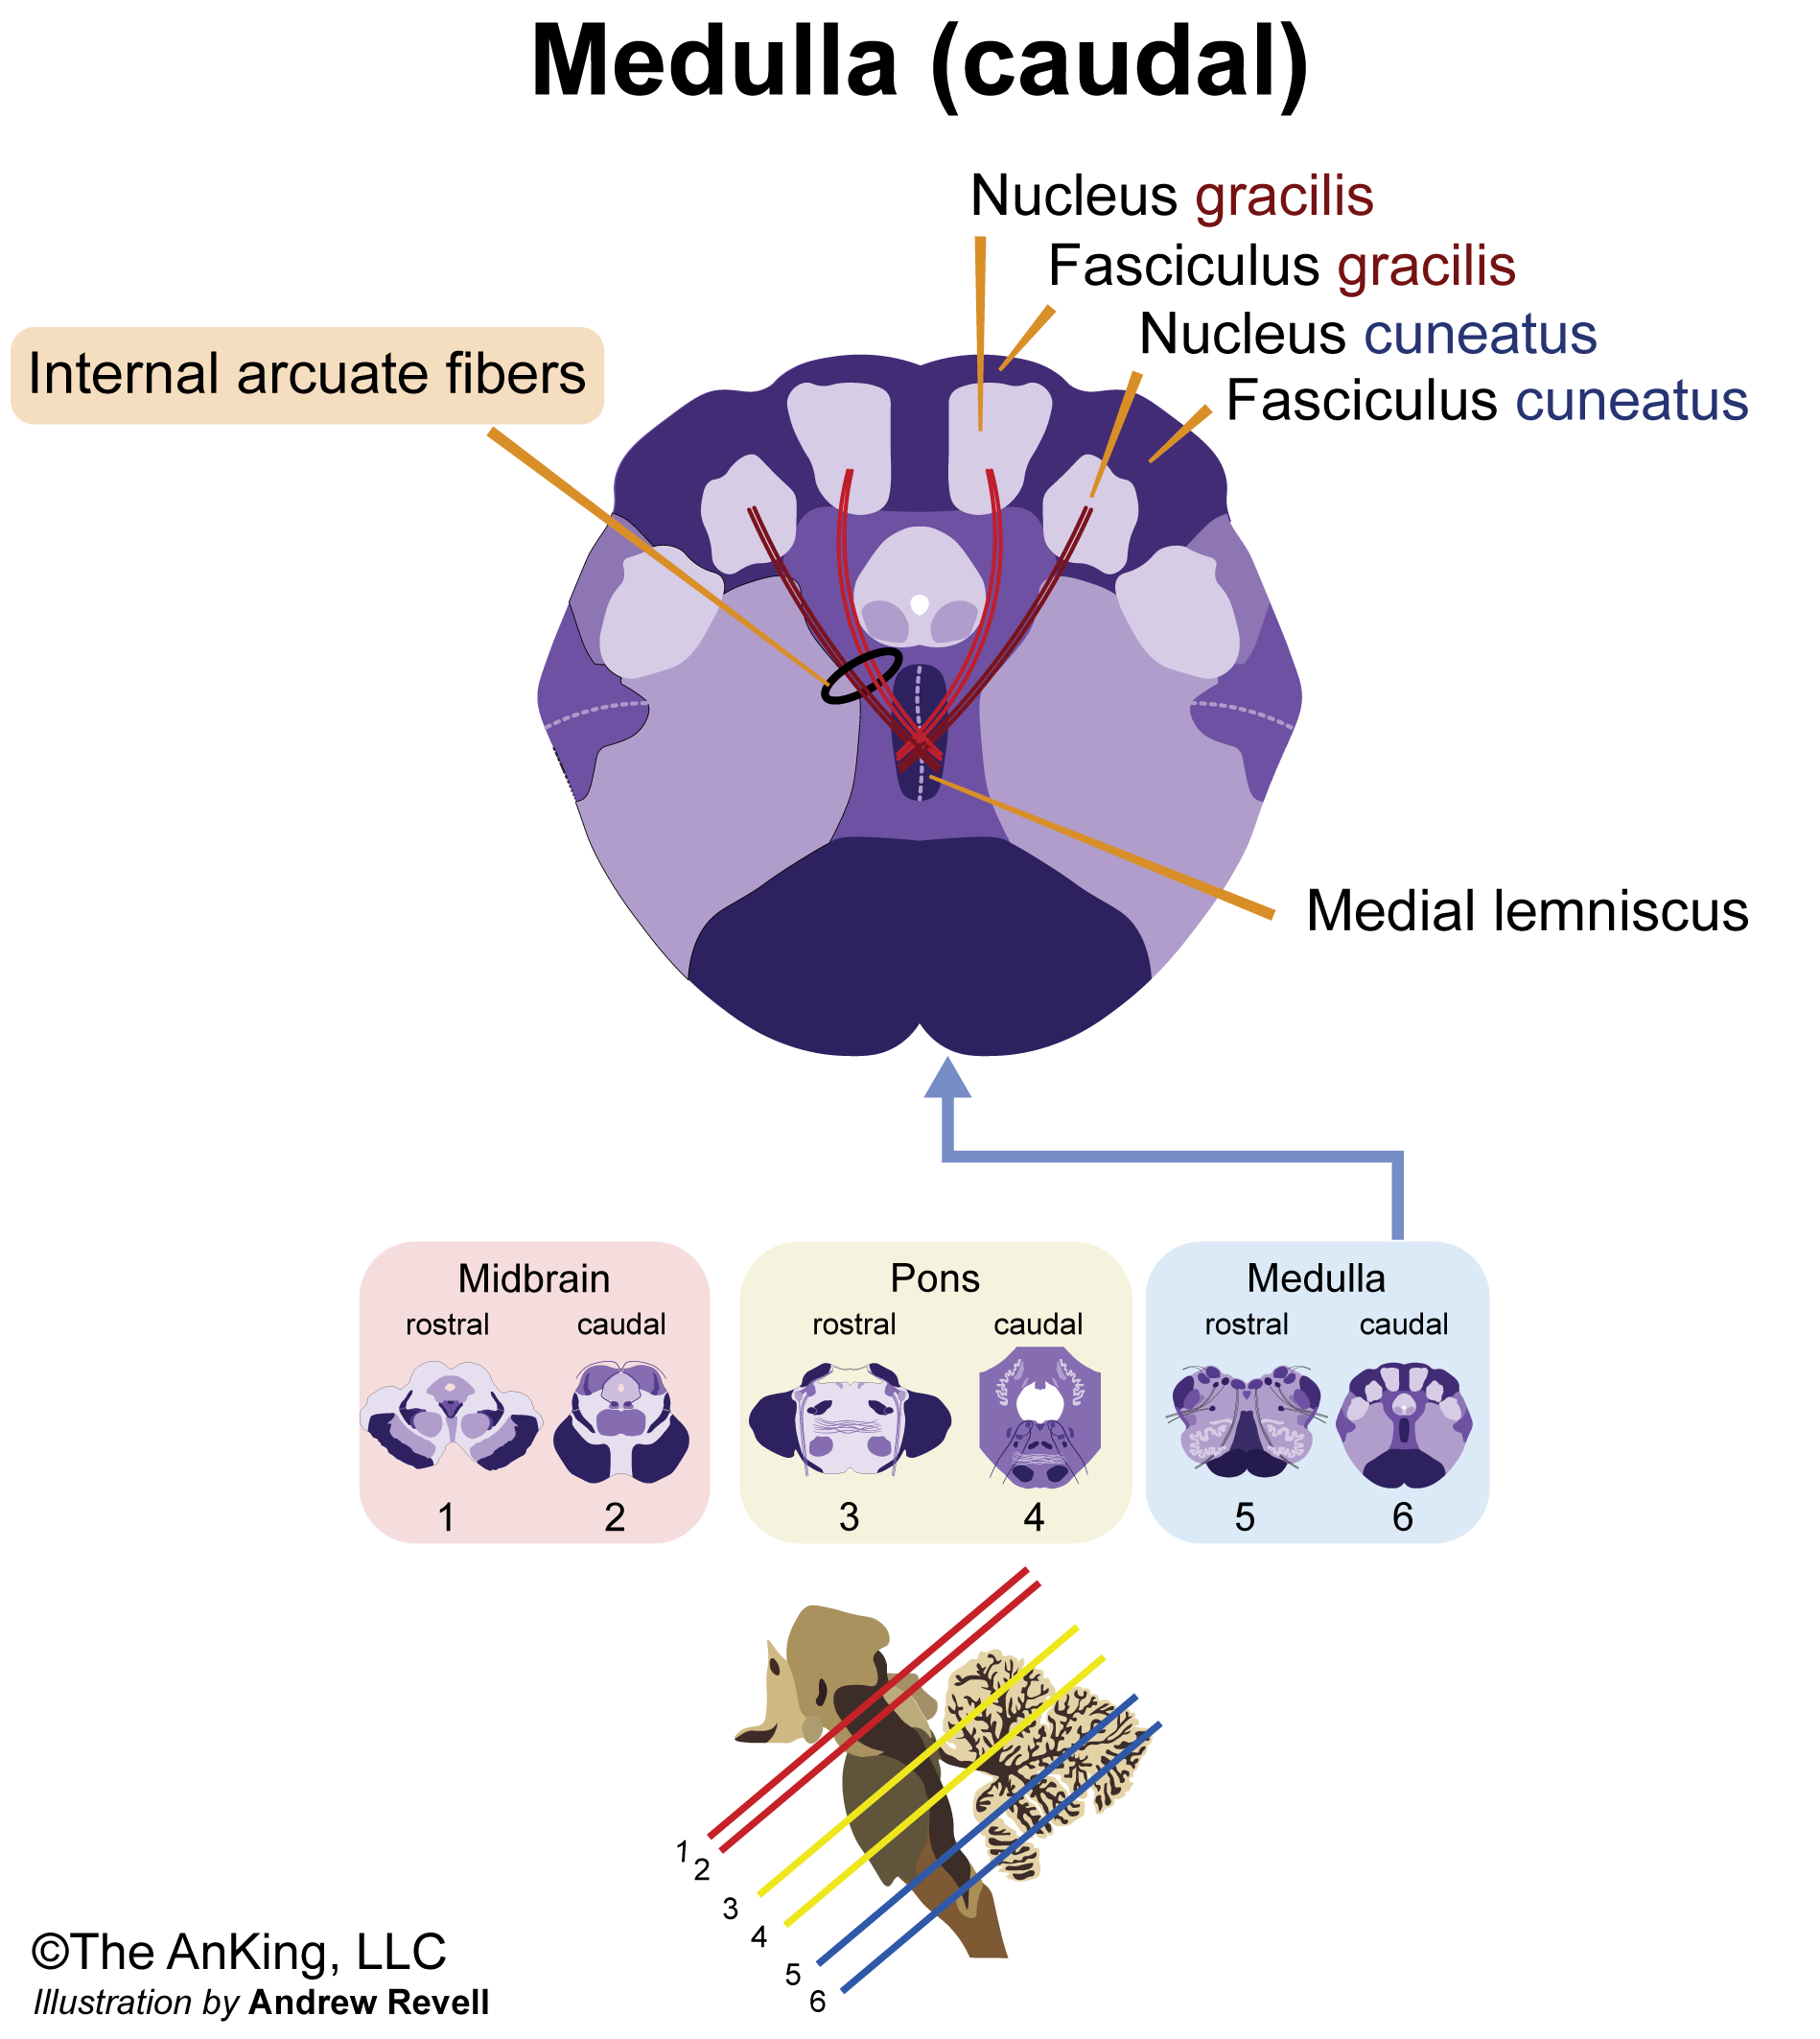 Medulla (caudal)
Nucleus gracilis
Fasciculus gracilis
Nucleus cuneatus
Fasciculus cuneatus
Internal arcuate fibers
Medial lemniscus
Midbrain
rostral caudal
1 2
Pons
rostral caudal
3 4
Medulla
rostral caudal
5 6
1
2
3
4
5
6
©The AnKing, LLC
Illustration by Andrew Revell